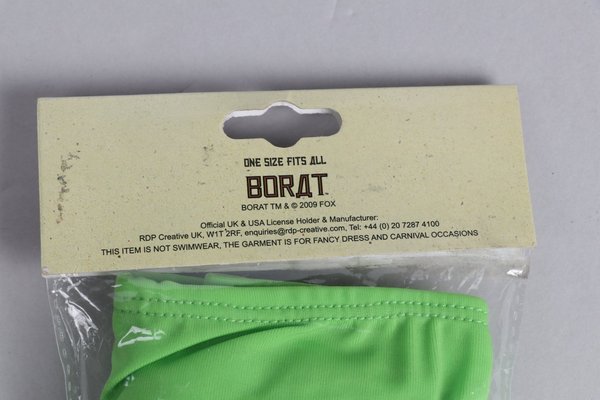 ONE SIZE FITS ALL
BORAT
BORAT TM & © 2009 FOX
Official UK & USA License Holder & Manufacturer:
RDP Creative UK, W1T 2RF, enquiries@rdp-creative.com, Tel: +44 (0) 20 7287 4100
THIS ITEM IS NOT SWIMWEAR, THE GARMENT IS FOR FANCY DRESS AND CARNIVAL OCCASIONS